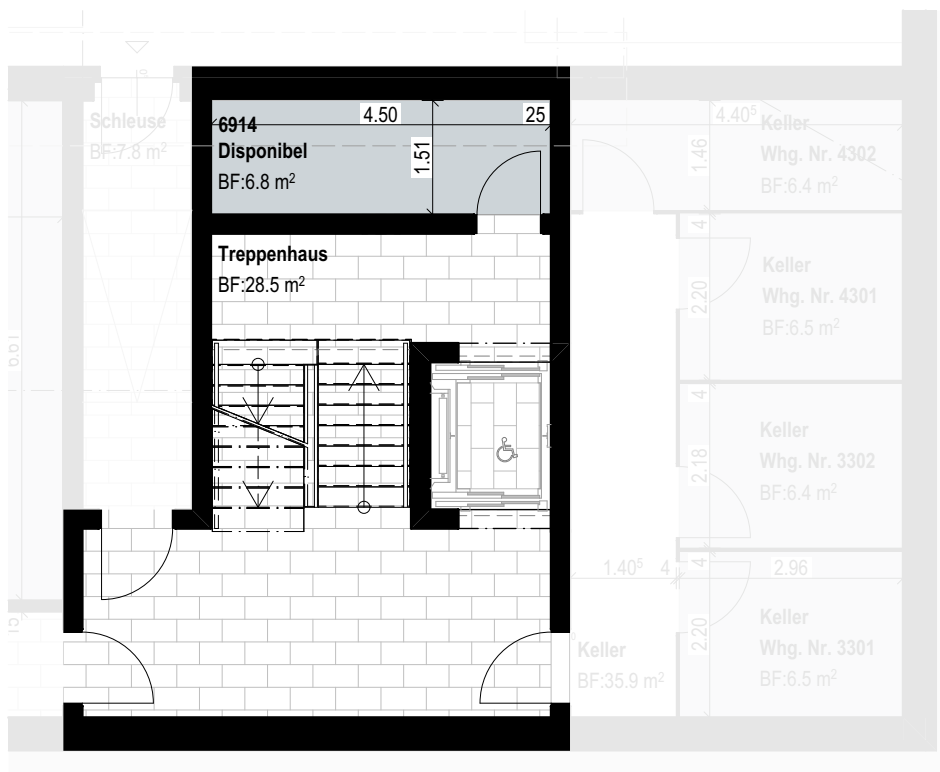 Schleuse
BF:7.8 m²
6914
Disponibel
BF:6.8 m²
4.50
25
1.51
4.40⁵
1.46
Keller
Whg. Nr. 4302
BF:6.4 m²
Treppenhaus
BF:28.5 m²
4
2.20
Keller
Whg. Nr. 4301
BF:6.5 m²
6.61
4
2.18
Keller
Whg. Nr. 3302
BF:6.4 m²
1.40⁵
4
4
2.96
2.20
Keller
Whg. Nr. 3301
BF:6.5 m²
Keller
BF:35.9 m²
15